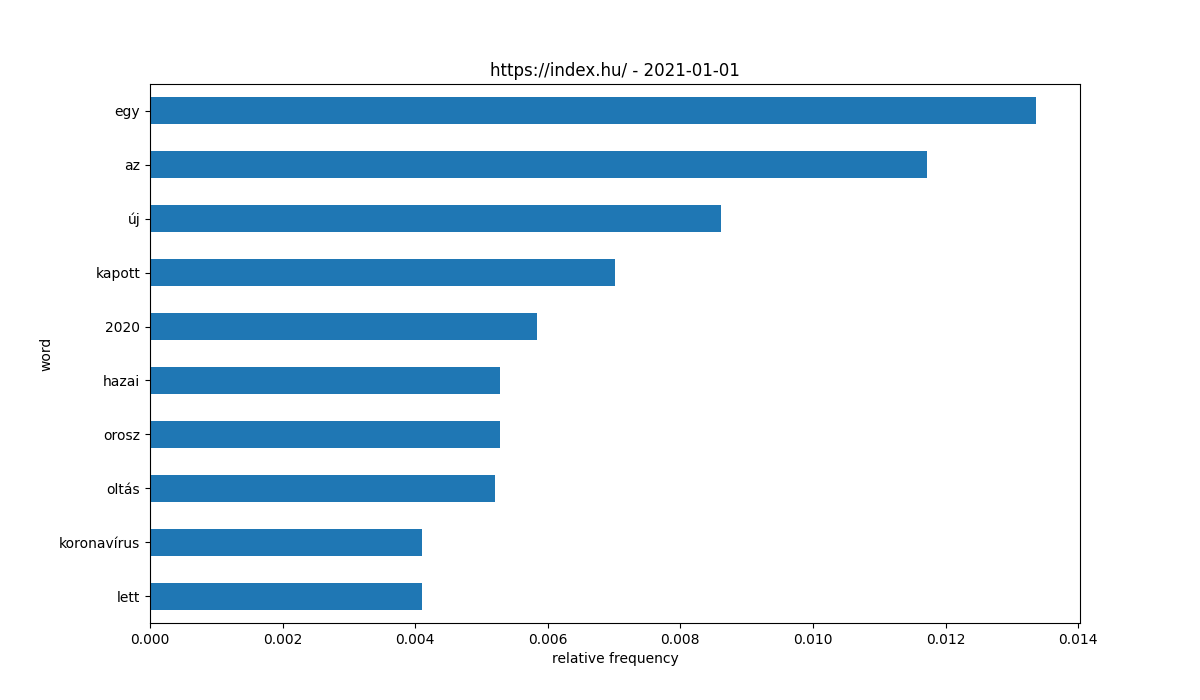 https://index.hu/ - 2021-01-01
egy
az
új
kapott
2020
hazai
orosz
oltás
koronavírus
lett
word
0.000 0.002 0.004 0.006 0.008 0.010 0.012 0.014
relative frequency